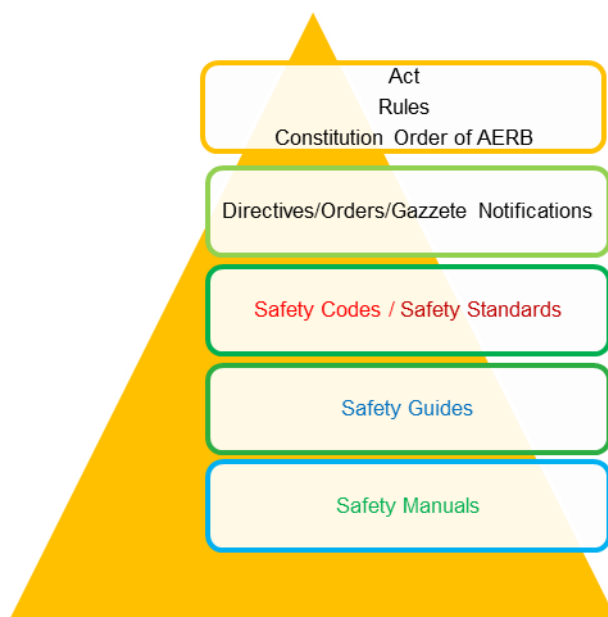 Act
Rules
Constitution Order of AERB
Directives/Orders/Gazzete Notifications
Safety Codes / Safety Standards
Safety Guides
Safety Manuals